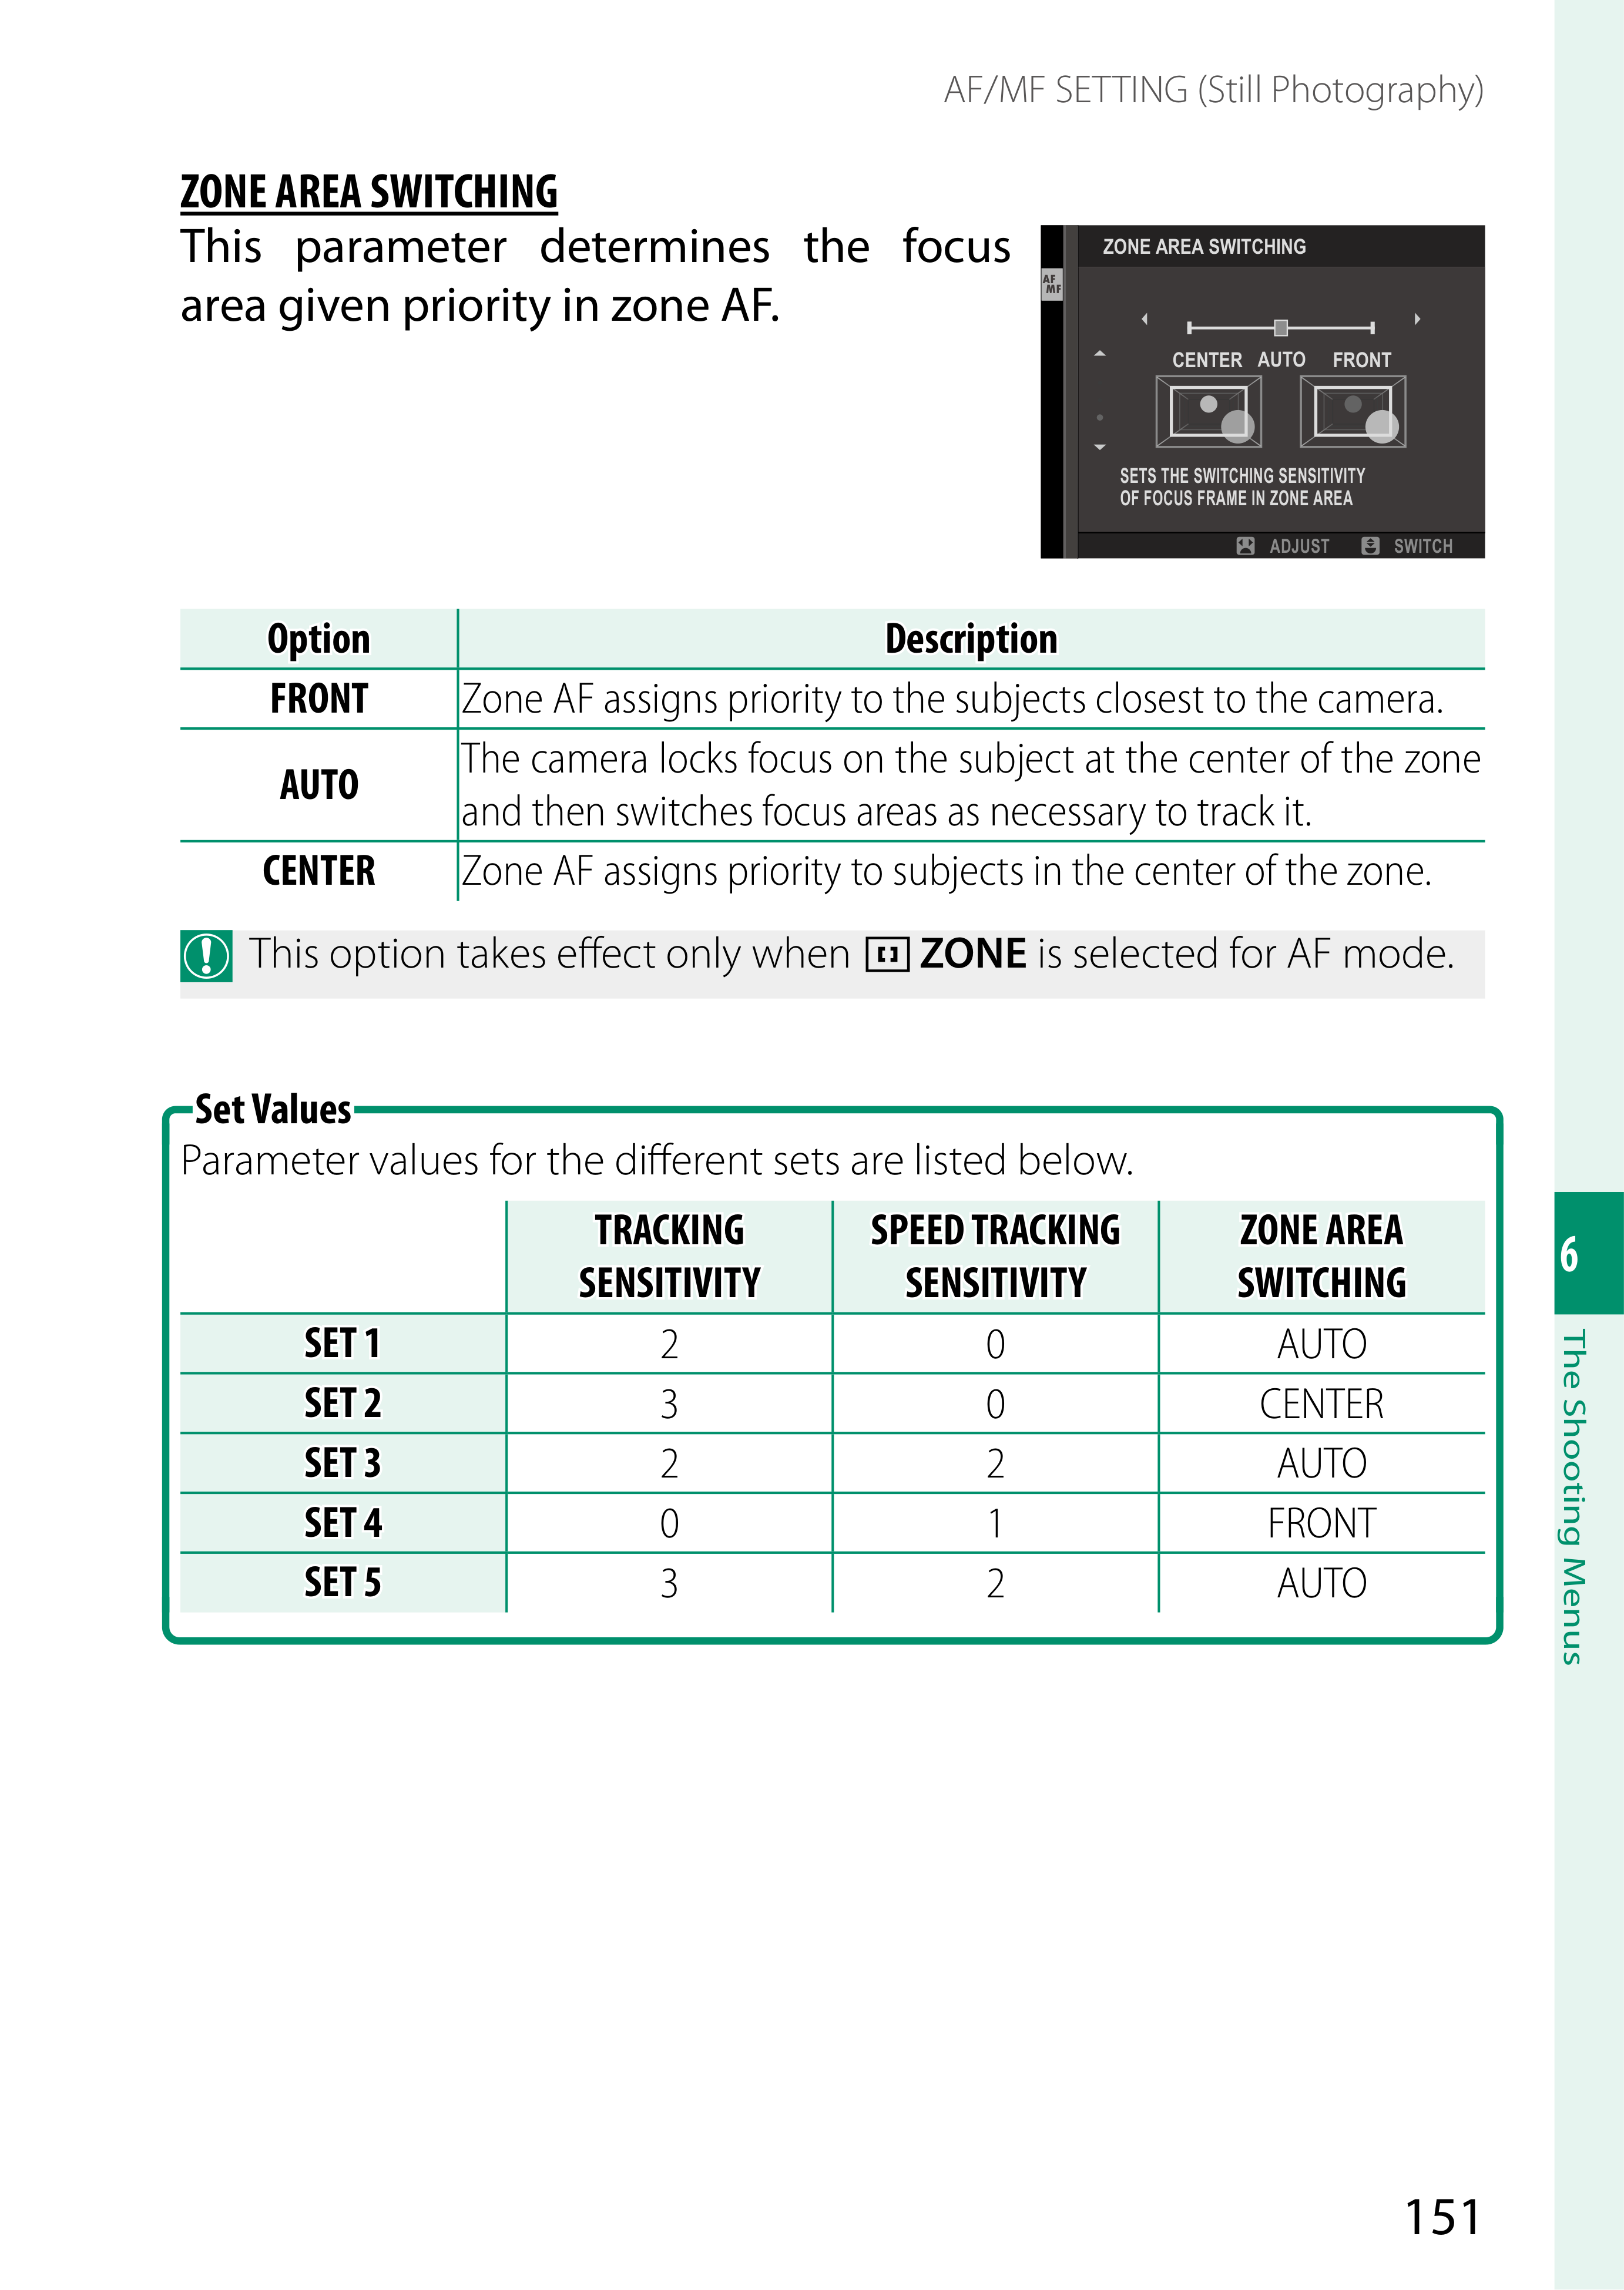 AF/MF SETTING (Still Photography)
ZONE AREA SWITCHING
This parameter determines the focus
area given priority in zone AF.
ZONE AREA SWITCHING
AF
MF
CENTER AUTO FRONT
SETS THE SWITCHING SENSITIVITY
OF FOCUS FRAME IN ZONE AREA
ADJUST SWITCH
Option Description
FRONT Zone AF assigns priority to the subjects closest to the camera.
AUTO The camera locks focus on the subject at the center of the zone
and then switches focus areas as necessary to track it.
CENTER Zone AF assigns priority to subjects in the center of the zone.
This option takes effect only when ZONE is selected for AF mode.
Set Values
Parameter values for the different sets are listed below.
TRACKING SPEED TRACKING ZONE AREA
SENSITIVITY SENSITIVITY SWITCHING
SET 1 2 0 AUTO
SET 2 3 0 CENTER
SET 3 2 2 AUTO
SET 4 0 1 FRONT
SET 5 3 2 AUTO
6
The Shooting Menus
151